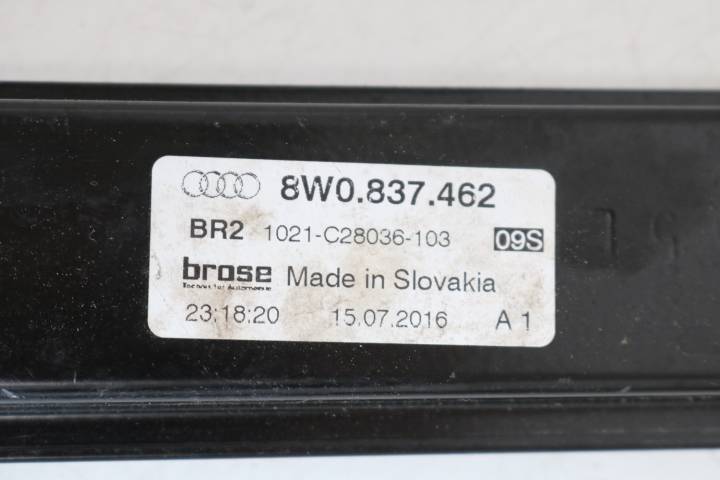 8W0.837.462
BR2 1021-C28036-103 09S
brose Made in Slovakia
23:18:20 15.07.2016 A 1